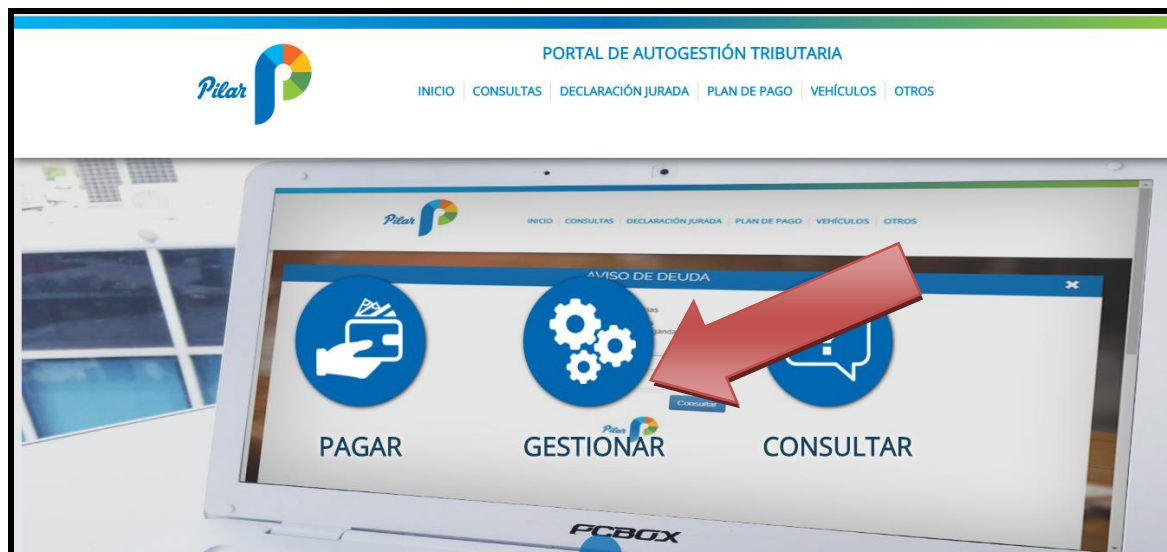 PORTAL DE AUTOGESTIÓN TRIBUTARIA
Pilar
INICIO CONSULTAS DECLARACIÓN JURADA PLAN DE PAGO VEHÍCULOS OTROS
Pilar
INICIO CONSULTAS DECLARACIÓN JURADA PLAN DE PAGO VEHÍCULOS OTROS
AVISO DE DEUDA
Consultar
Pilar
PAGAR GESTIONAR CONSULTAR
PCBOX